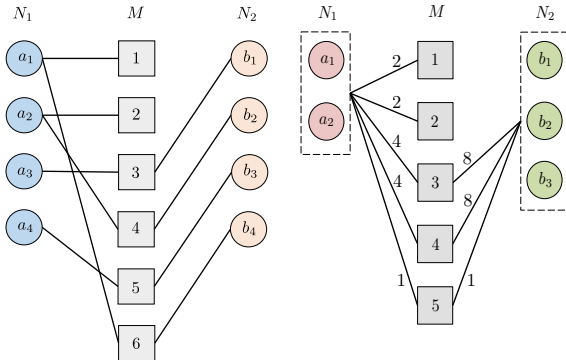 N₁ M N₂
a₁ 1 b₁
a₂ 2 b₂
a₃ 3 b₃
a₄ 4 b₄
5
6
N₁ M N₂
a₁ 2 1 b₁
a₂ 2 2 b₂
4 3 8 b₃
4 4 8
1 5 1